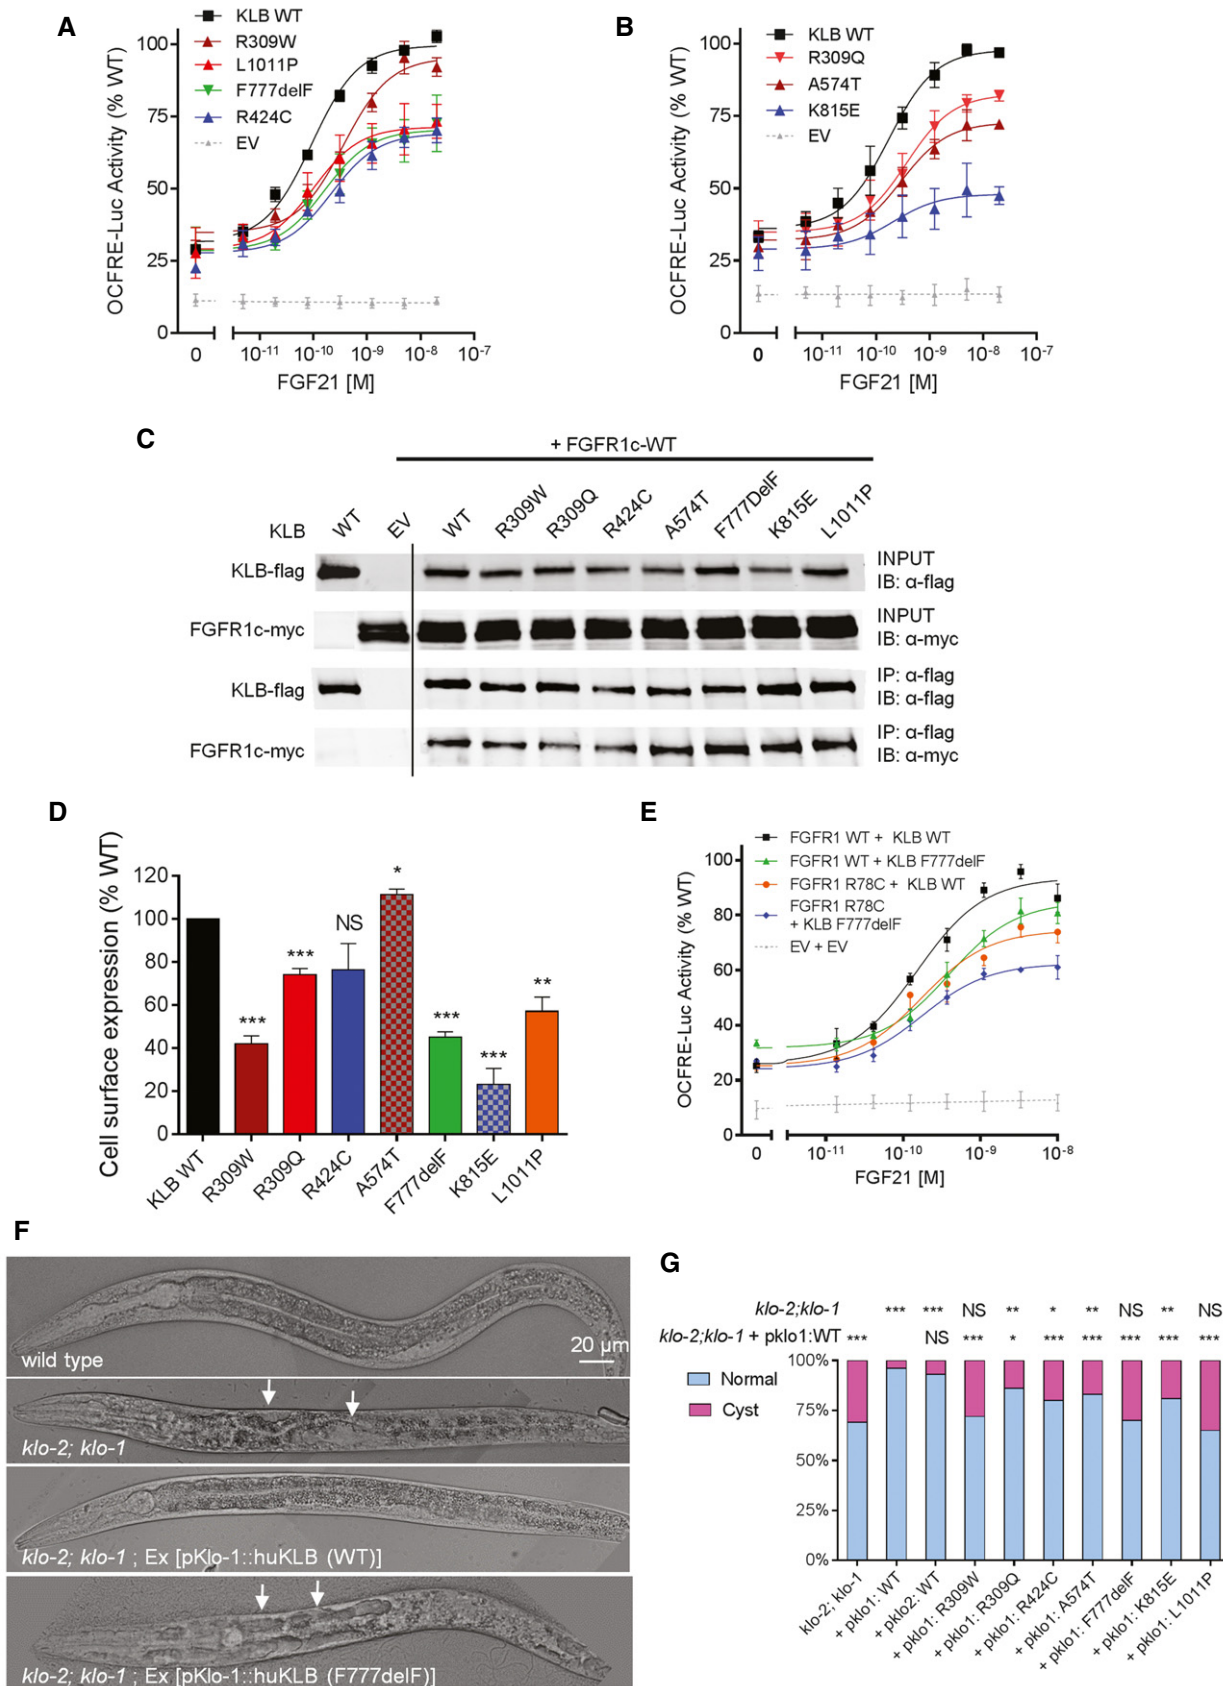 A
KLB WT
R309W
L1011P
F777delF
R424C
EV
OCFRE-Luc Activity (% WT)
100
75
50
25
0
0
10⁻¹¹
10⁻¹⁰
10⁻⁹
10⁻⁸
10⁻⁷
FGF21 [M]
B
KLB WT
R309Q
A574T
K815E
EV
OCFRE-Luc Activity (% WT)
100
75
50
25
0
0
10⁻¹¹
10⁻¹⁰
10⁻⁹
10⁻⁸
10⁻⁷
FGF21 [M]
C
+ FGFR1c-WT
KLB
WT
EV
WT
R309W
R309Q
R424C
A574T
F777DelF
K815E
L1011P
KLB-flag
INPUT
IB: α-flag
FGFR1c-myc
INPUT
IB: α-myc
KLB-flag
IP: α-flag
IB: α-flag
FGFR1c-myc
IP: α-flag
IB: α-myc
D
Cell surface expression (% WT)
120
100
80
60
40
20
0
***
***
NS
*
***
***
**
KLB WT
R309W
R309Q
R424C
A574T
F777delF
K815E
L1011P
E
FGFR1 WT + KLB WT
FGFR1 WT + KLB F777delF
FGFR1 R78C + KLB WT
FGFR1 R78C
+ KLB F777delF
EV + EV
OCFRE-Luc Activity (% WT)
100
80
60
40
20
0
0
10⁻¹¹
10⁻¹⁰
10⁻⁹
10⁻⁸
FGF21 [M]
F
wild type
20 µm
klo-2; klo-1
klo-2; klo-1 ; Ex [pKlo-1::huKLB (WT)]
klo-2; klo-1 ; Ex [pKlo-1::huKLB (F777delF)]
G
klo-2;klo-1 *** *** NS ** * ** NS ** NS
klo-2;klo-1 + pklo1:WT *** NS *** * *** *** *** *** ***
Normal
Cyst
100%
75%
50%
25%
0%
klo-2; klo-1
+ pklo1: WT
+ pklo2: WT
+ pklo1: R309W
+ pklo1: R309Q
+ pklo1: R424C
+ pklo1: A574T
+ pklo1: F777delF
+ pklo1: K815E
+ pklo1: L1011P